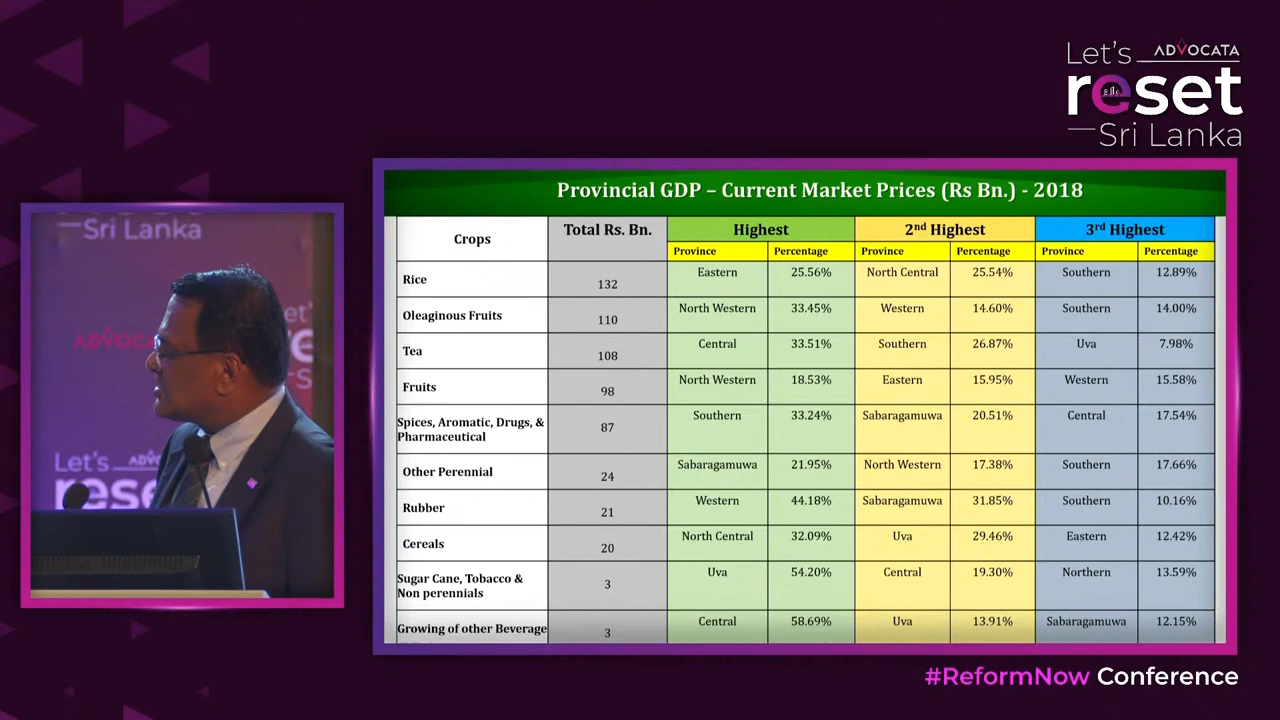 Let's ADVOCATA
reset
Sri Lanka
Sri Lanka
ADVOCATA
Let's
reset
Provincial GDP – Current Market Prices (Rs Bn.) - 2018
Crops Total Rs. Bn. Highest 2nd Highest 3rd Highest
Province Percentage Province Percentage Province Percentage
Rice 132 Eastern 25.56% North Central 25.54% Southern 12.89%
Oleaginous Fruits 110 North Western 33.45% Western 14.60% Southern 14.00%
Tea 108 Central 33.51% Southern 26.87% Uva 7.98%
Fruits 98 North Western 18.53% Eastern 15.95% Western 15.58%
Spices, Aromatic, Drugs, &
Pharmaceutical 87 Southern 33.24% Sabaragamuwa 20.51% Central 17.54%
Other Perennial 24 Sabaragamuwa 21.95% North Western 17.38% Southern 17.66%
Rubber 21 Western 44.18% Sabaragamuwa 31.85% Southern 10.16%
Cereals 20 North Central 32.09% Uva 29.46% Eastern 12.42%
Sugar Cane, Tobacco &
Non perennials 3 Uva 54.20% Central 19.30% Northern 13.59%
Growing of other Beverage 3 Central 58.69% Uva 13.91% Sabaragamuwa 12.15%
#ReformNow Conference